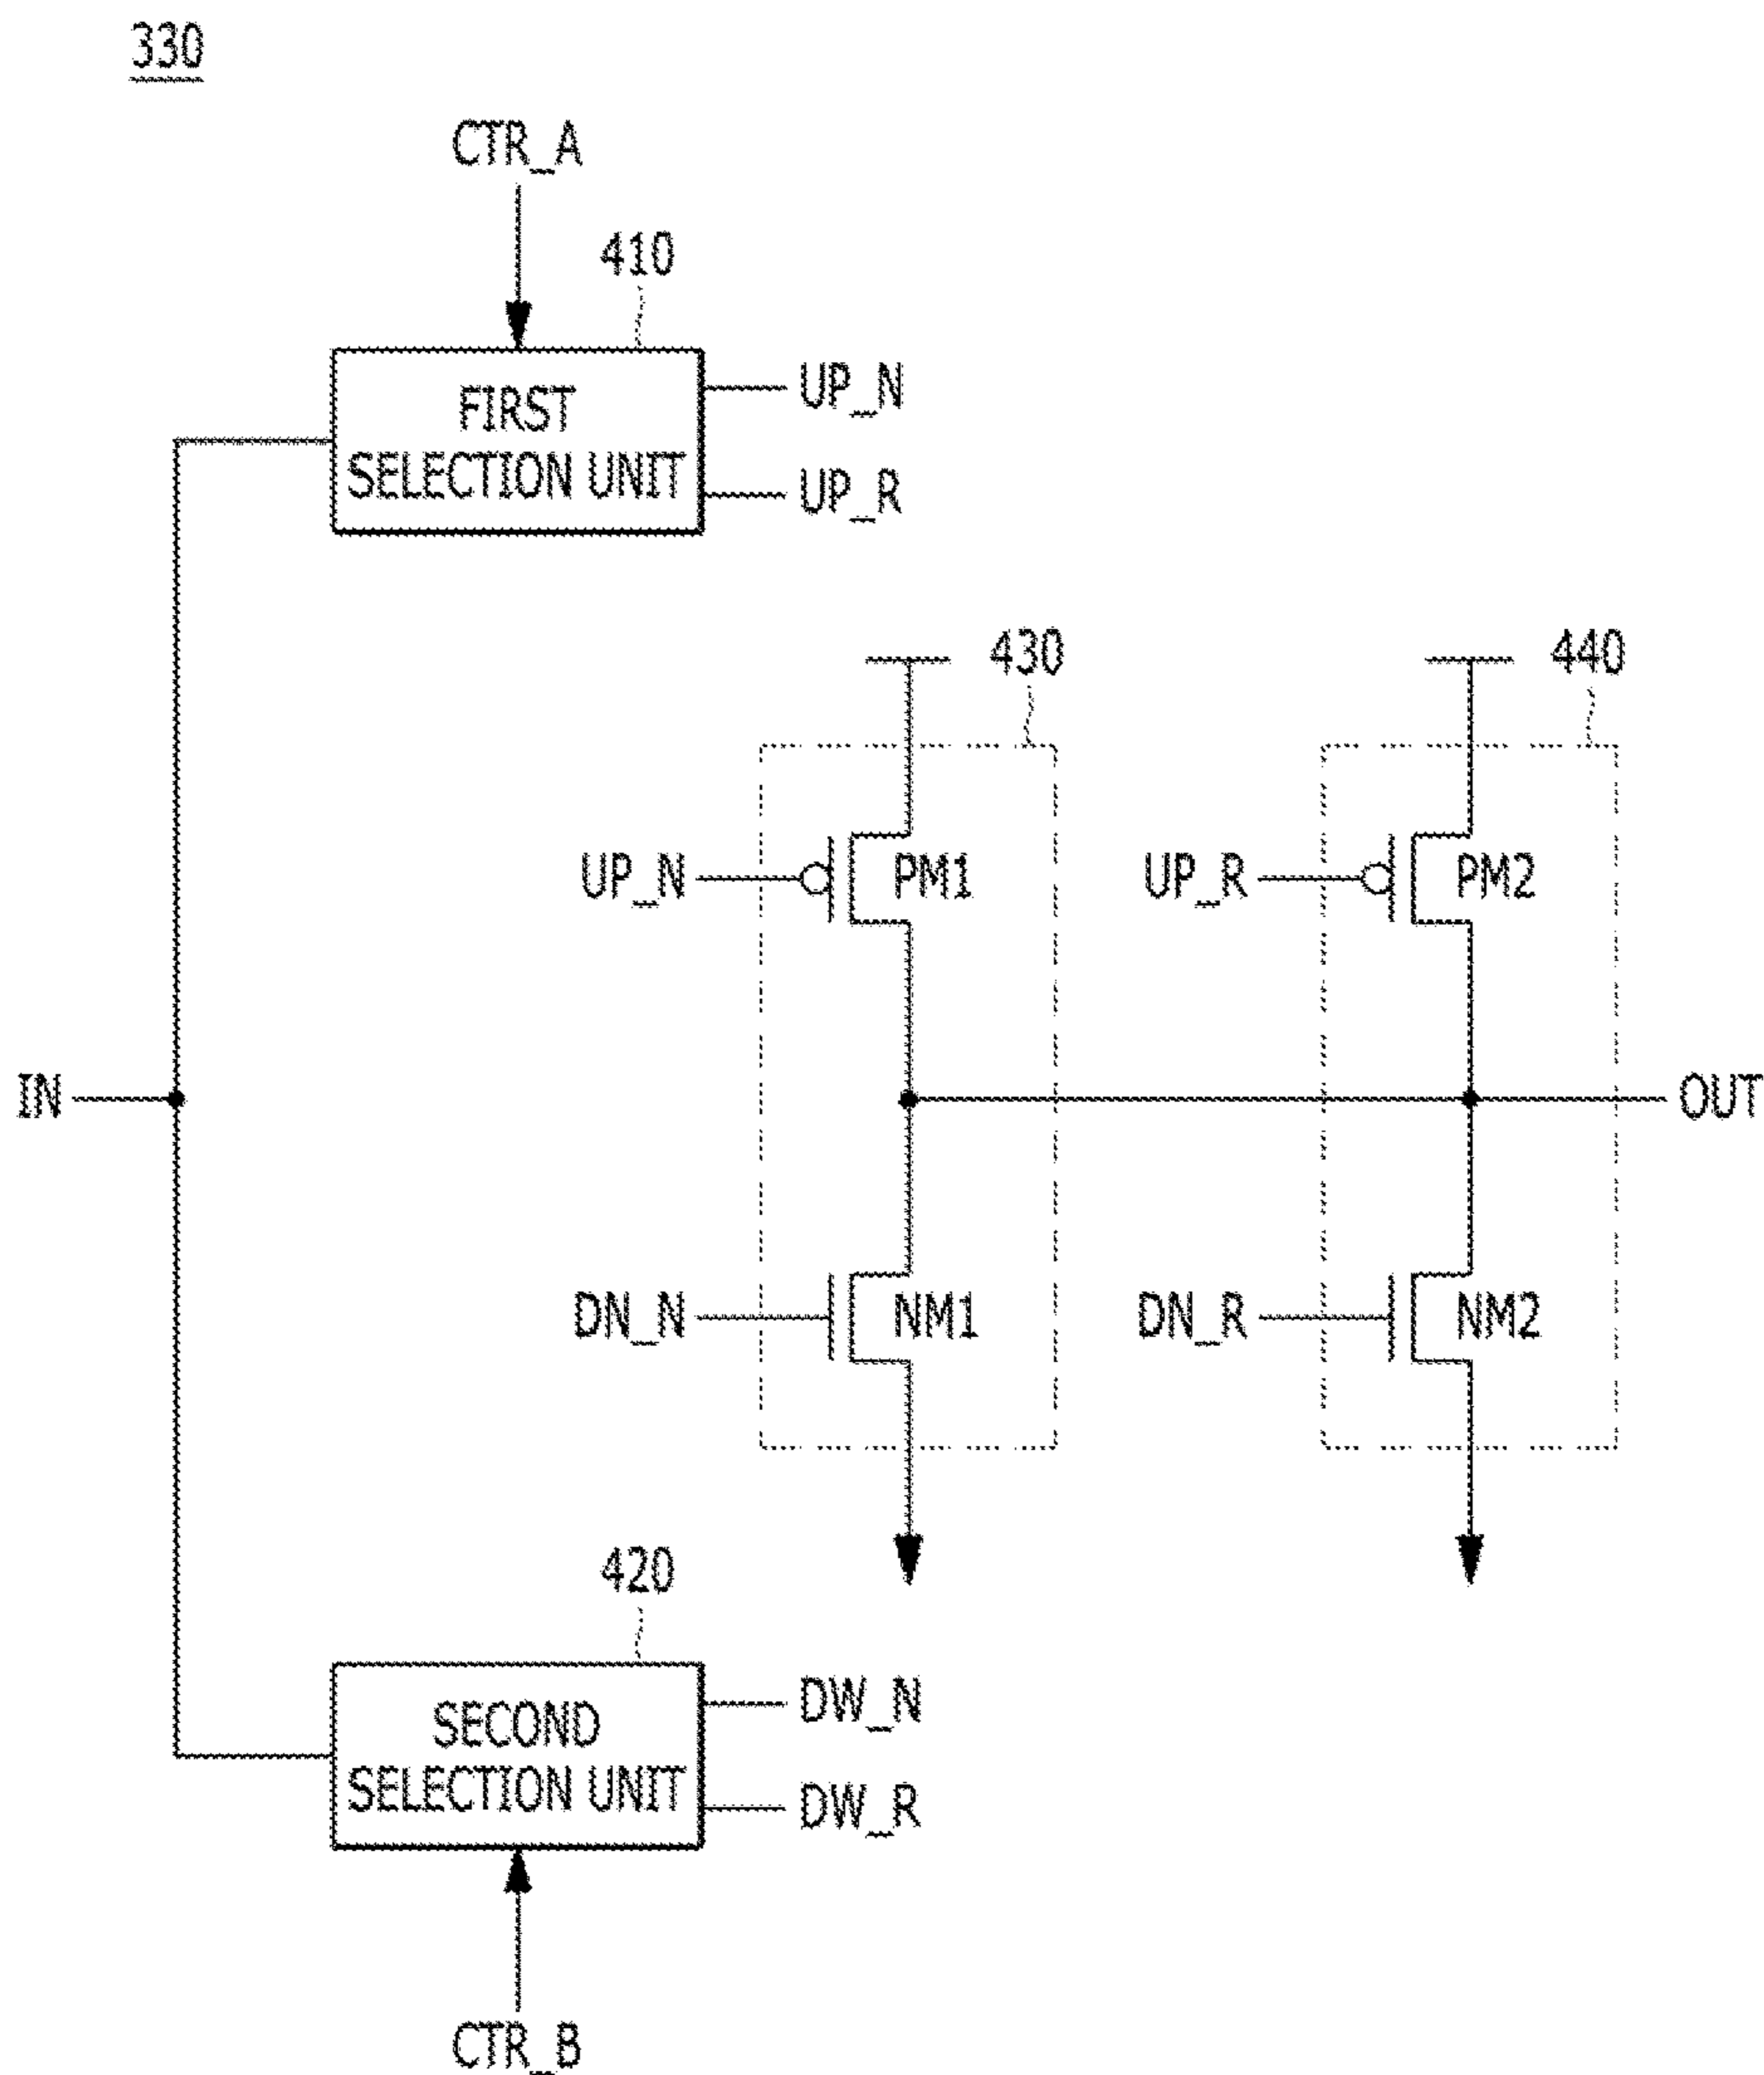 330
CTR_A
410
FIRST
SELECTION UNIT
UP_N
UP_R
430
440
UP_N
PM1
UP_R
PM2
IN
OUT
DN_N
NM1
DN_R
NM2
420
SECOND
SELECTION UNIT
DW_N
DW_R
CTR_B